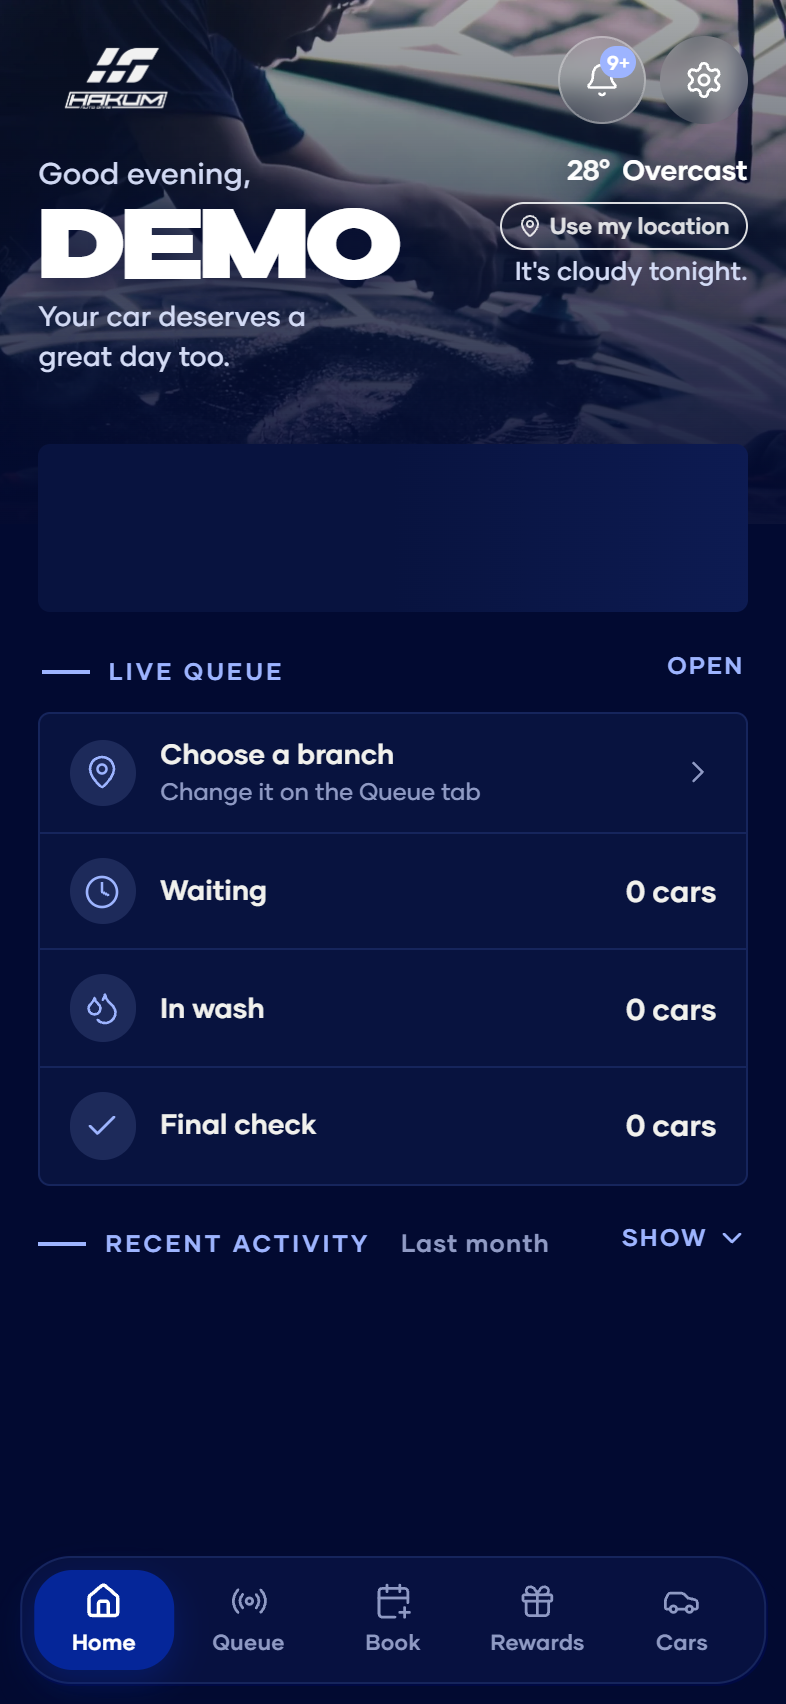 HAKUM
9+
Good evening,
DEMO
Your car deserves a
great day too.
28° Overcast
Use my location
It's cloudy tonight.
LIVE QUEUE
OPEN
Choose a branch
Change it on the Queue tab
Waiting
0 cars
In wash
0 cars
Final check
0 cars
RECENT ACTIVITY Last month
SHOW
Home
Queue
Book
Rewards
Cars